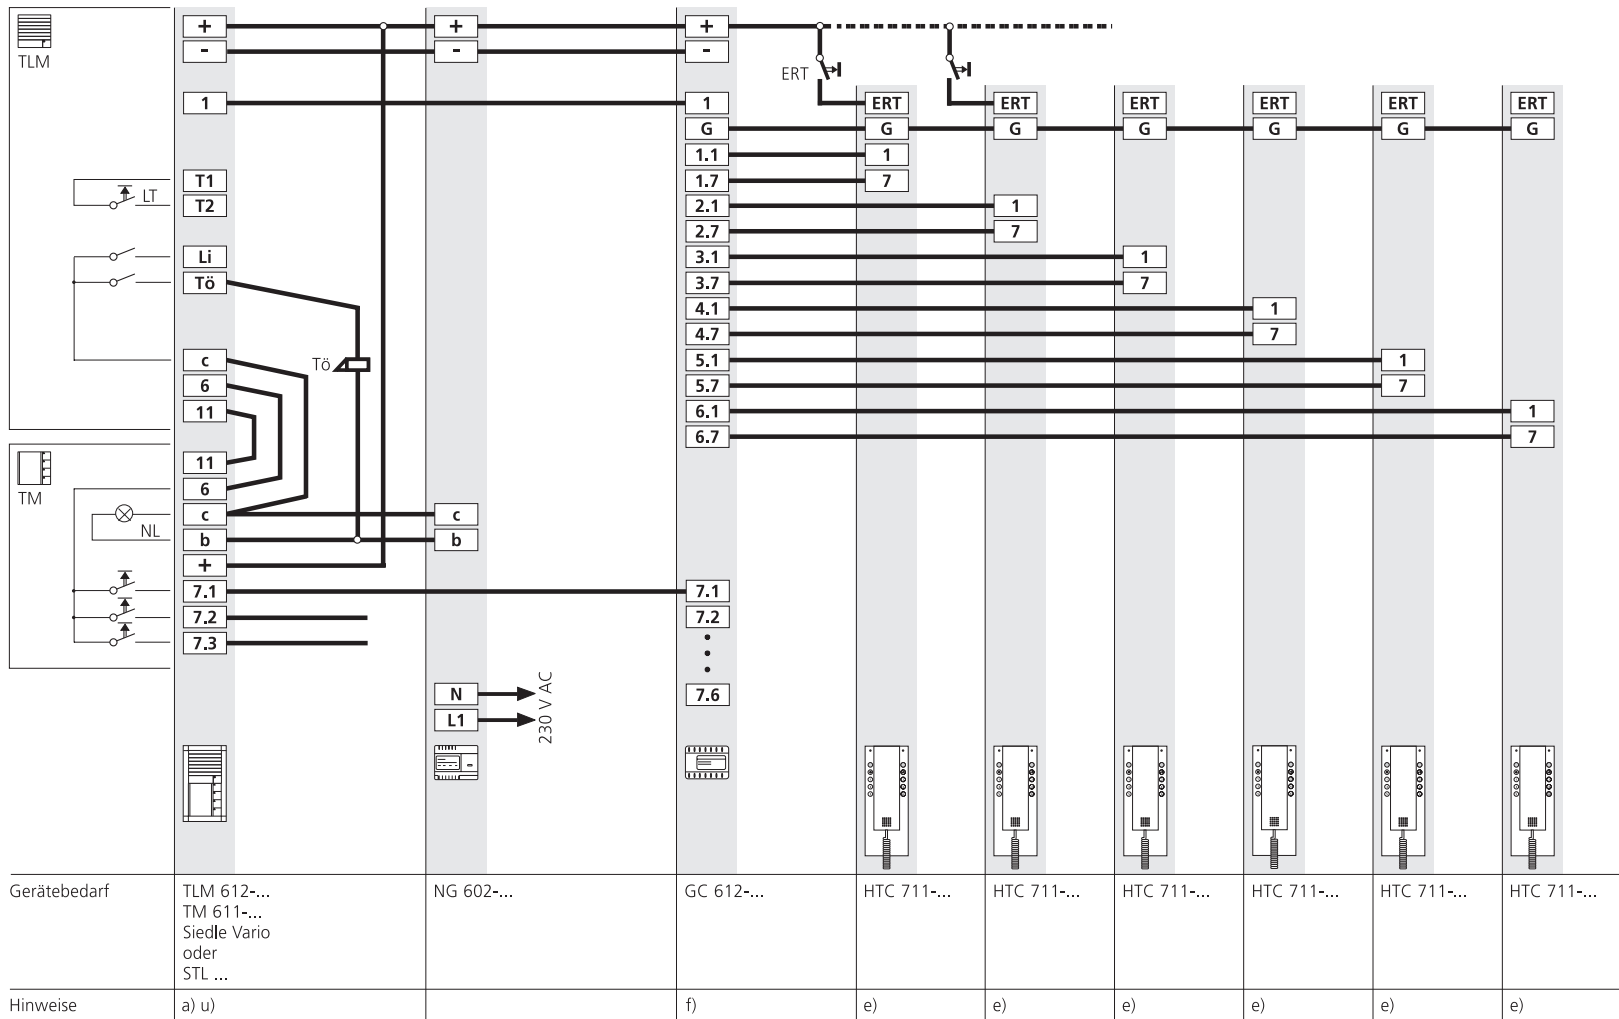 TLM + + +
- - -
ERT
1 1 ERT ERT ERT ERT ERT ERT
G G G G G G G
1.1 1
T1 1.7 7
LT T2 2.1 1
2.7 7
Li 3.1 1
Tö 3.7 7
4.1 1
4.7 7
c Tö 5.1 1
6 5.7 7
11 6.1 1
6.7 7
TM 11
6
c c
NL b b
+
7.1 7.1
7.2 7.2
7.3
N 7.6
L1
230 V AC
Gerätebedarf TLM 612-... NG 602-... GC 612-... HTC 711-... HTC 711-... HTC 711-... HTC 711-... HTC 711-... HTC 711-...
TM 611-...
Siedle Vario
oder
STL ...
Hinweise a) u) f) e) e) e) e) e) e)